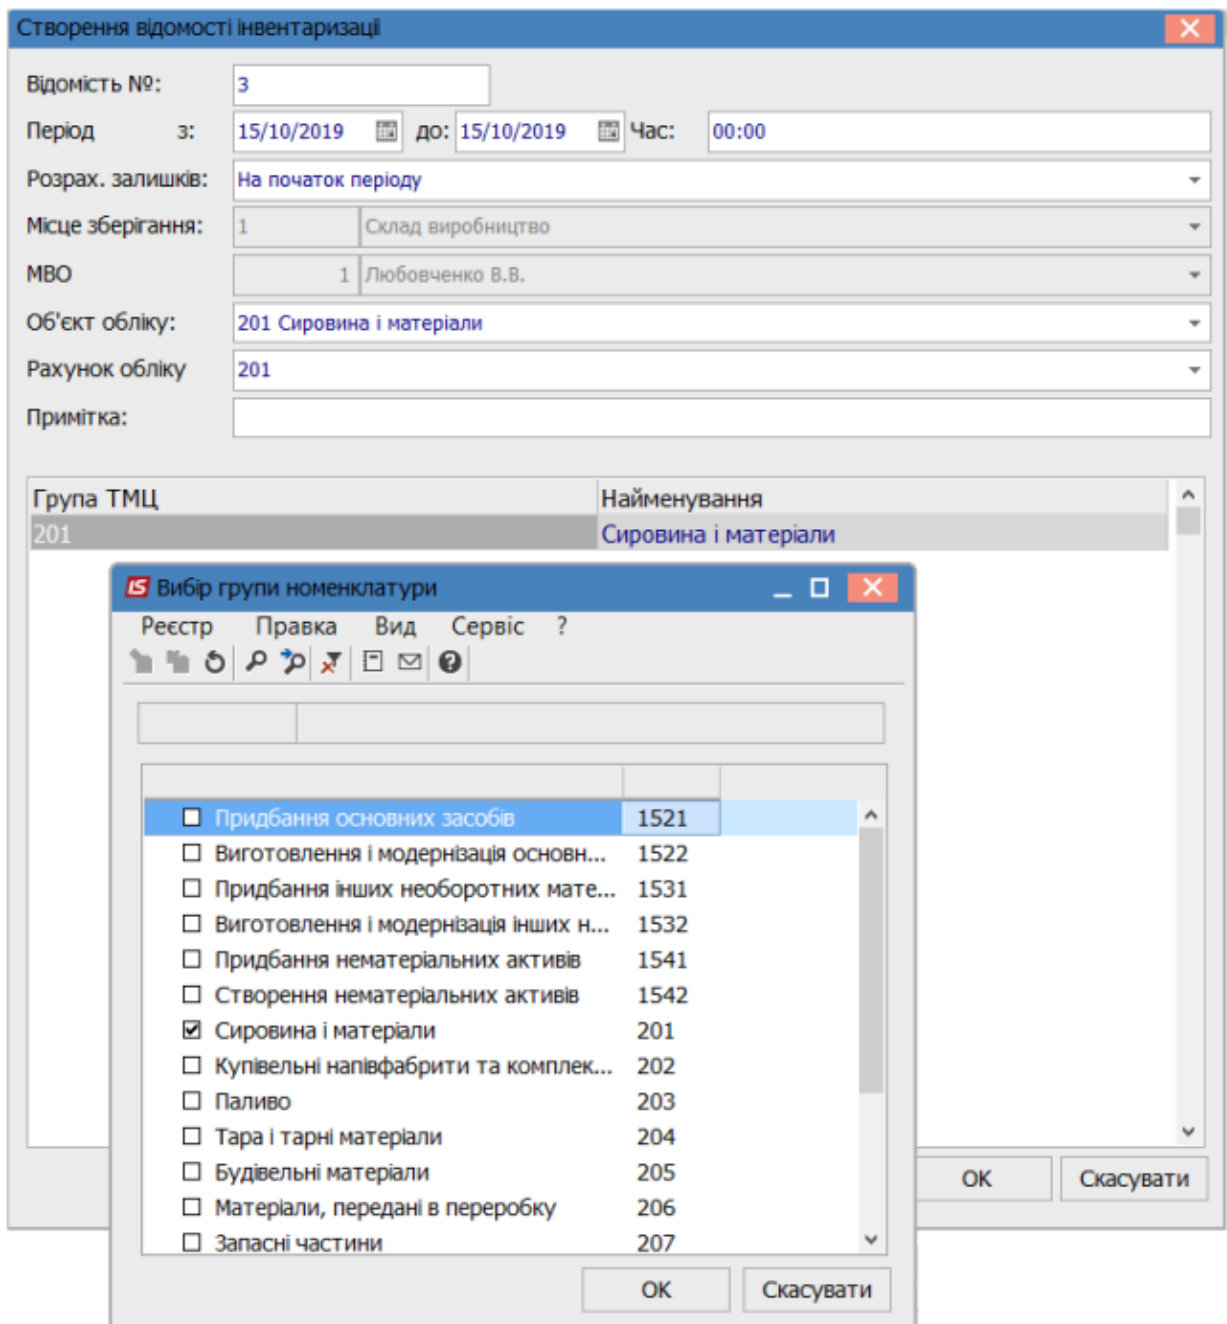 Створення відомості інвентаризації
Відомість №: 3
Період з: 15/10/2019 до: 15/10/2019 Час: 00:00
Розрах. залишків: На початок періоду
Місце зберігання: 1 Склад виробництво
МВО 1 Любовченко В.В.
Об'єкт обліку: 201 Сировина і матеріали
Рахунок обліку 201
Примітка:
Група ТМЦ Найменування
201 Сировина і матеріали
IS Вибір групи номенклатури
Реєстр Правка Вид Сервіс ?
Придбання основних засобів 1521
Виготовлення і модернізація основн... 1522
Придбання інших необоротних мате... 1531
Виготовлення і модернізація інших н... 1532
Придбання нематеріальних активів 1541
Створення нематеріальних активів 1542
Сировина і матеріали 201
Купівельні напівфабрити та комплек... 202
Паливо 203
Тара і тарні матеріали 204
Будівельні матеріали 205
Матеріали, передані в переробку 206
Запасні частини 207
OK Скасувати
OK Скасувати